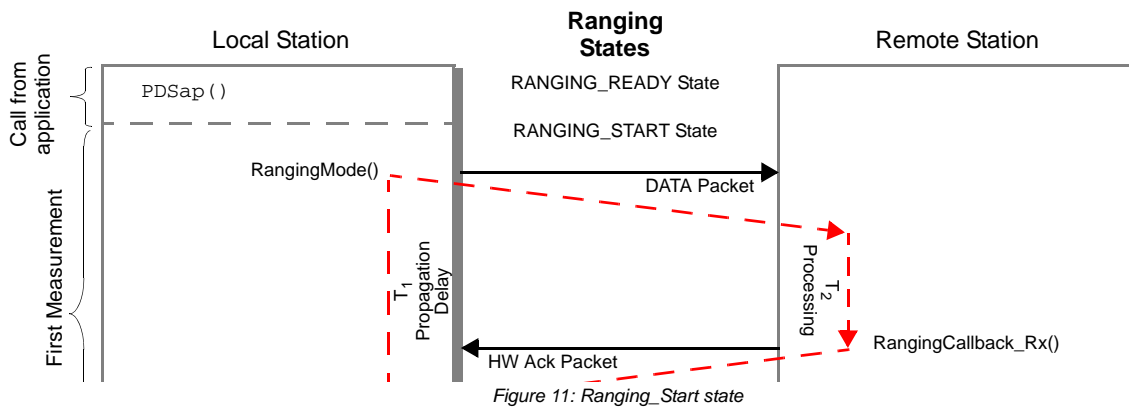 Local Station
Ranging
States
Remote Station
Call from
application
PDSap()
RANGING_READY State
RANGING_START State
First Measurement
RangingMode()
DATA Packet
T1
Propagation
Delay
T2
Processing
RangingCallback_Rx()
HW Ack Packet
Figure 11: Ranging_Start state